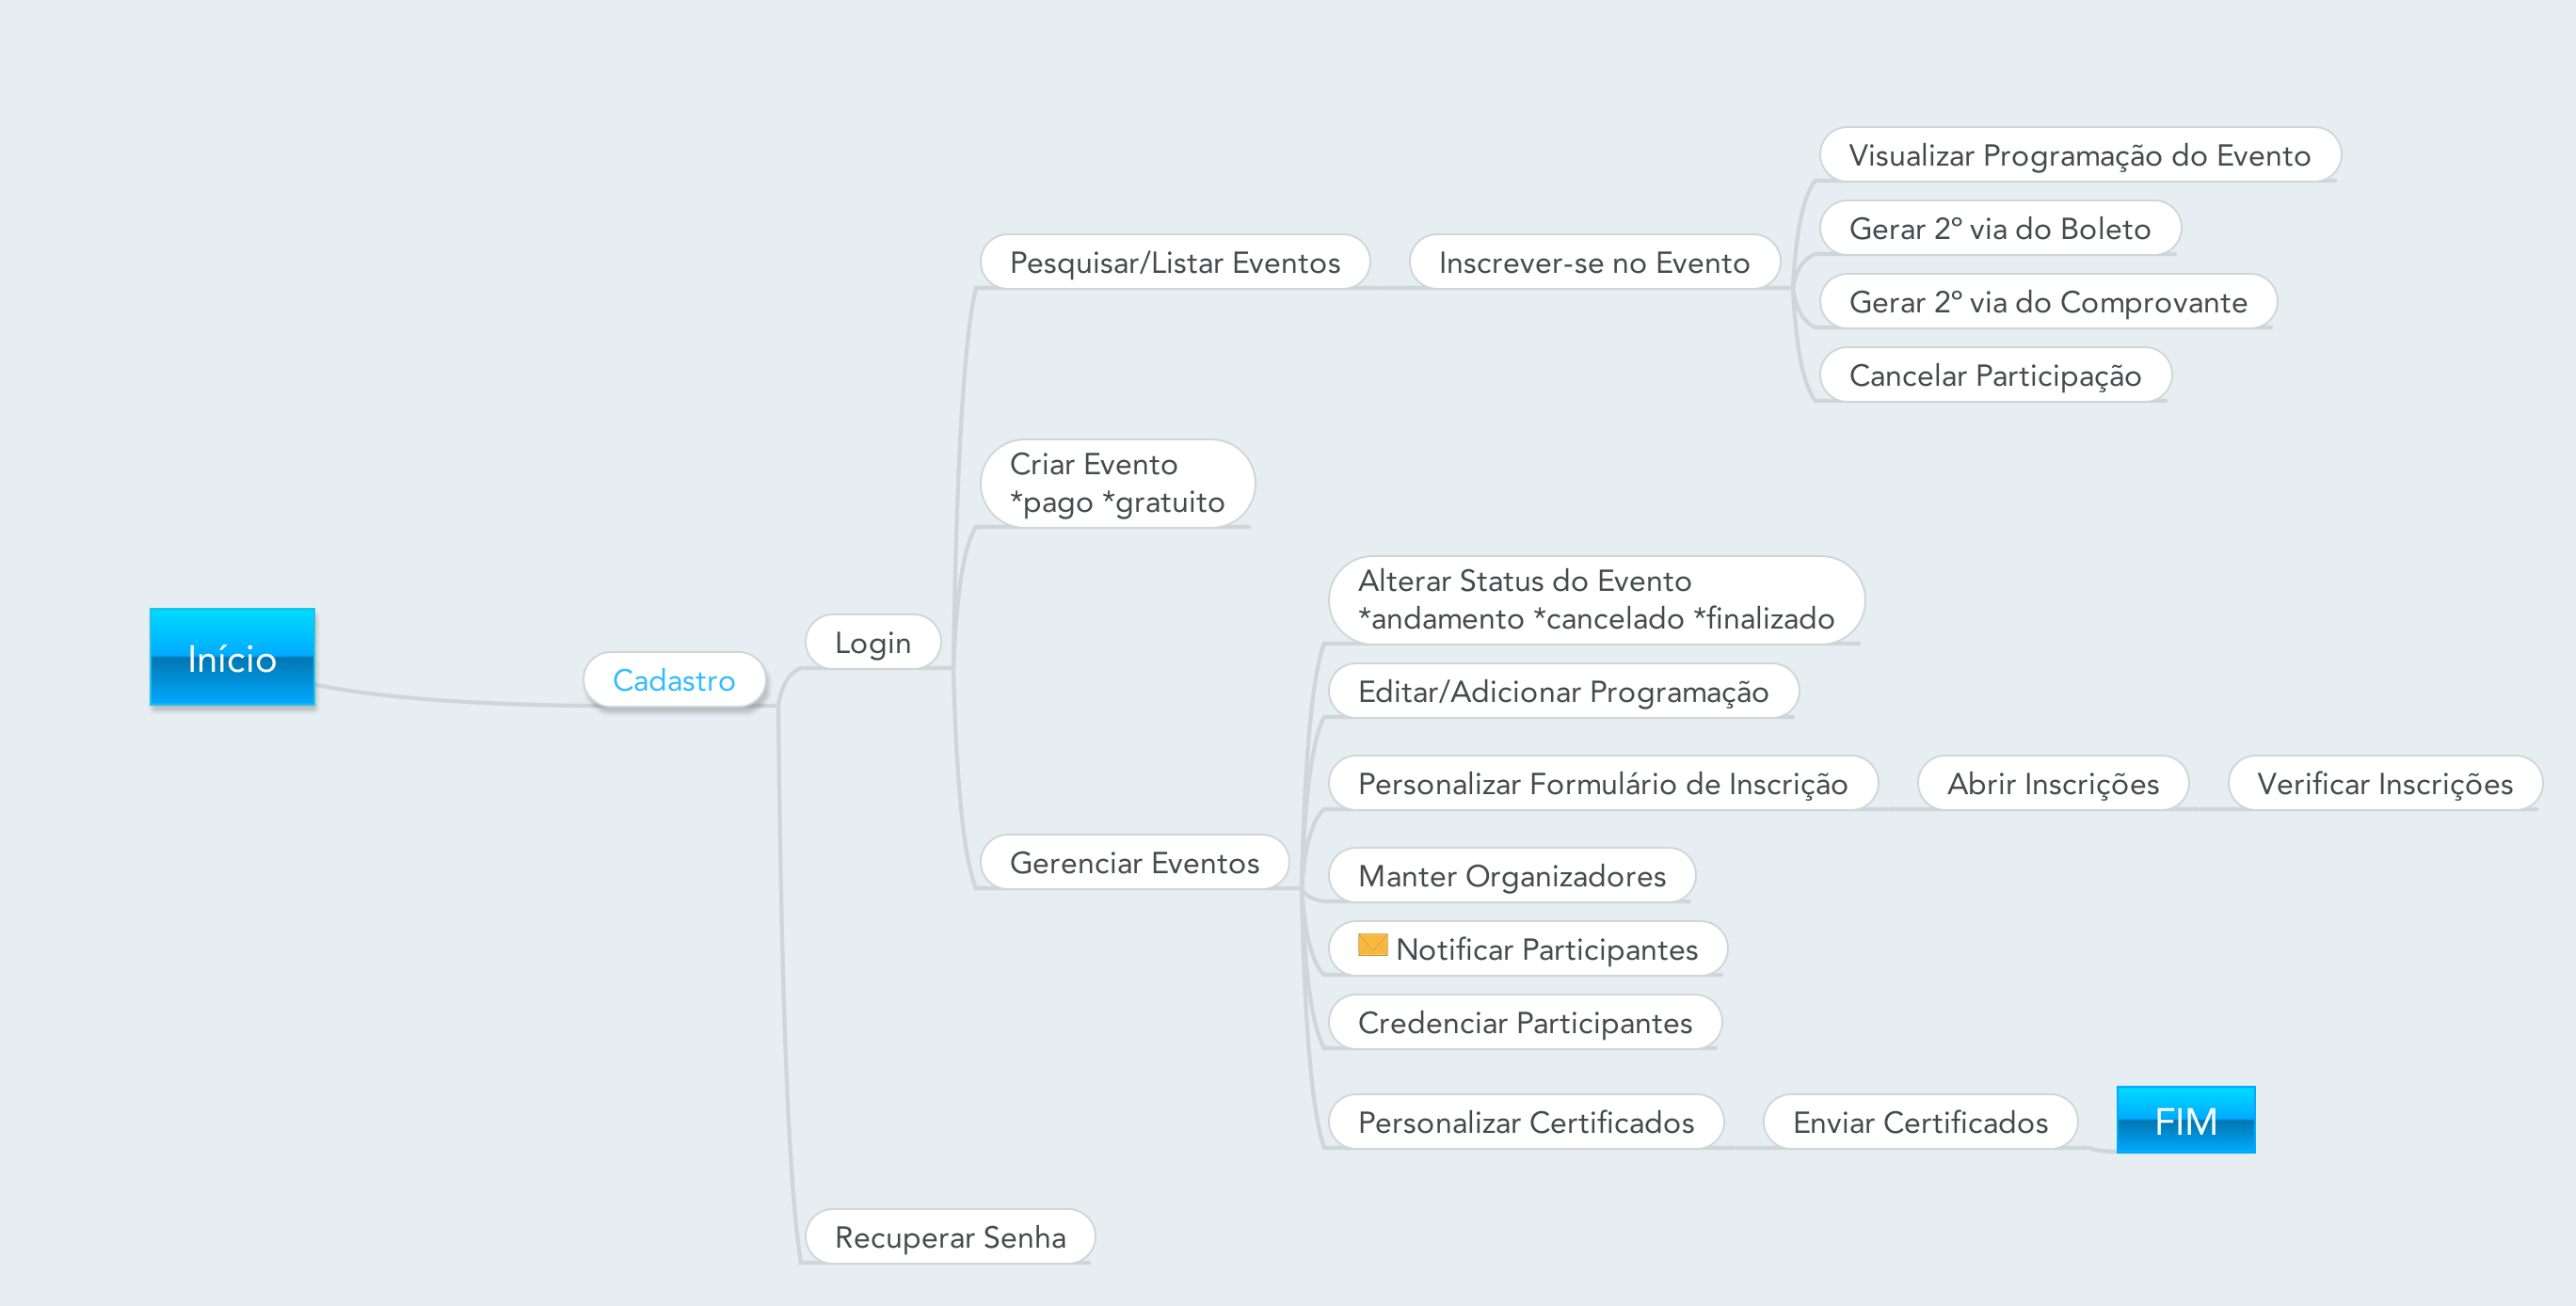 Início
Cadastro
Login
Pesquisar/Listar Eventos
Inscrever-se no Evento
Visualizar Programação do Evento
Gerar 2º via do Boleto
Gerar 2º via do Comprovante
Cancelar Participação
Criar Evento
*pago *gratuito
Gerenciar Eventos
Alterar Status do Evento
*andamento *cancelado *finalizado
Editar/Adicionar Programação
Personalizar Formulário de Inscrição
Abrir Inscrições
Verificar Inscrições
Manter Organizadores
Notificar Participantes
Credenciar Participantes
Personalizar Certificados
Enviar Certificados
FIM
Recuperar Senha